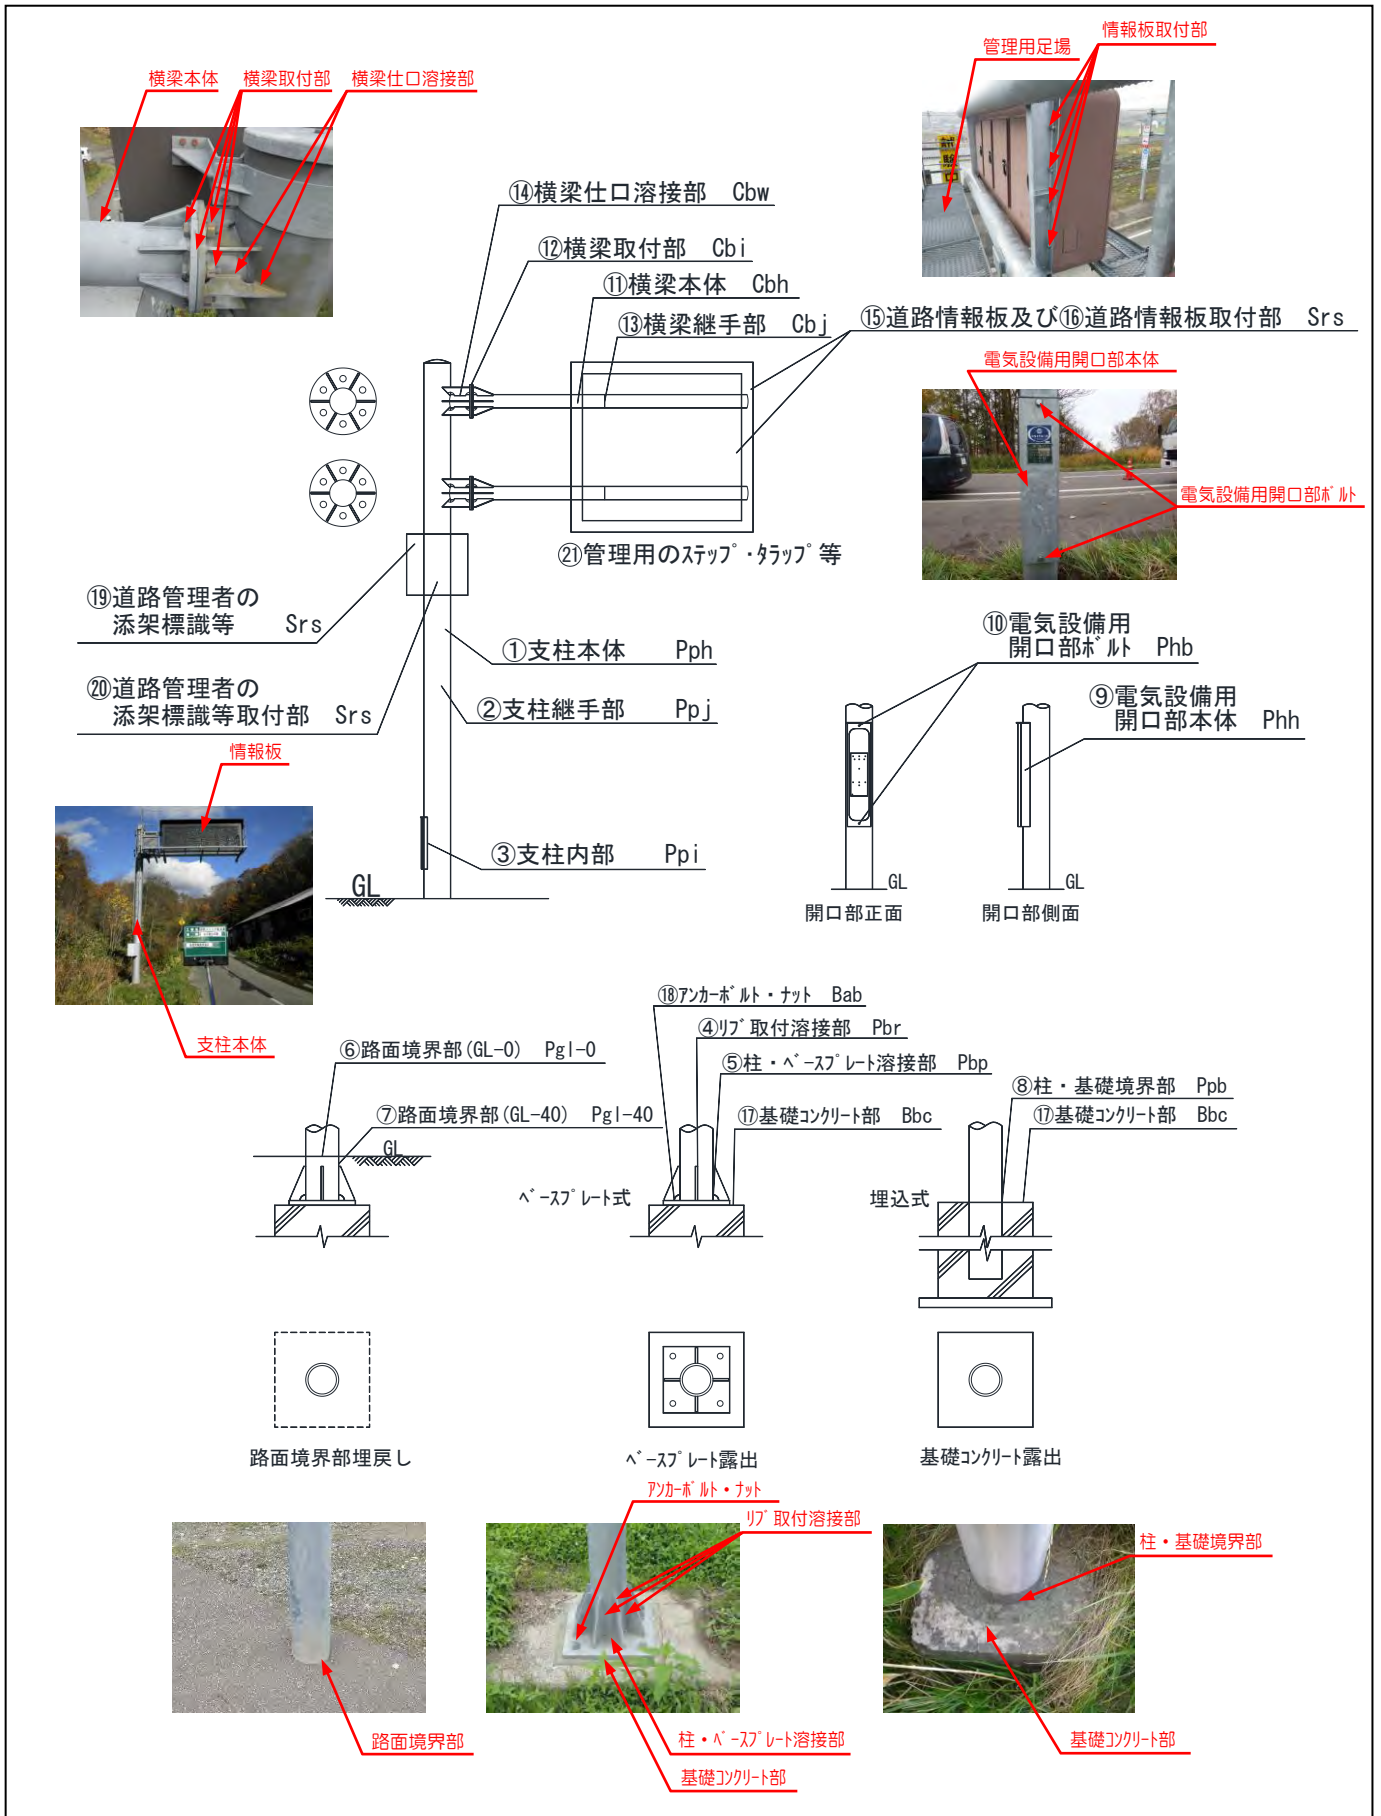 情報板取付部
管理用足場
横梁本体
横梁取付部
横梁仕口溶接部
⑭横梁仕口溶接部 Cbw
⑫横梁取付部 Cbi
⑪横梁本体 Cbh
⑬横梁継手部 Cbj
⑮道路情報板及び⑯道路情報板取付部 Srs
電気設備用開口部本体
電気設備用開口部ボルト
㉑管理用のステップ・タラップ等
⑲道路管理者の
添架標識等 Srs
①支柱本体 Pph
⑳道路管理者の
添架標識等取付部 Srs
②支柱継手部 Ppj
⑩電気設備用
開口部ボルト Phb
⑨電気設備用
開口部本体 Phh
情報板
③支柱内部 Ppi
GL
GL
GL
開口部正面
開口部側面
支柱本体
⑱アンカーボルト・ナット Bab
④リブ取付溶接部 Pbr
⑥路面境界部(GL-0) Pgl-0
⑤柱・ベースプレート溶接部 Pbp
⑦路面境界部(GL-40) Pgl-40
⑰基礎コンクリート部 Bbc
⑧柱・基礎境界部 Ppb
⑰基礎コンクリート部 Bbc
GL
ベースプレート式
埋込式
路面境界部埋戻し
ベースプレート露出
基礎コンクリート露出
アンカーボルト・ナット
リブ取付溶接部
柱・基礎境界部
路面境界部
柱・ベースプレート溶接部
基礎コンクリート部
基礎コンクリート部